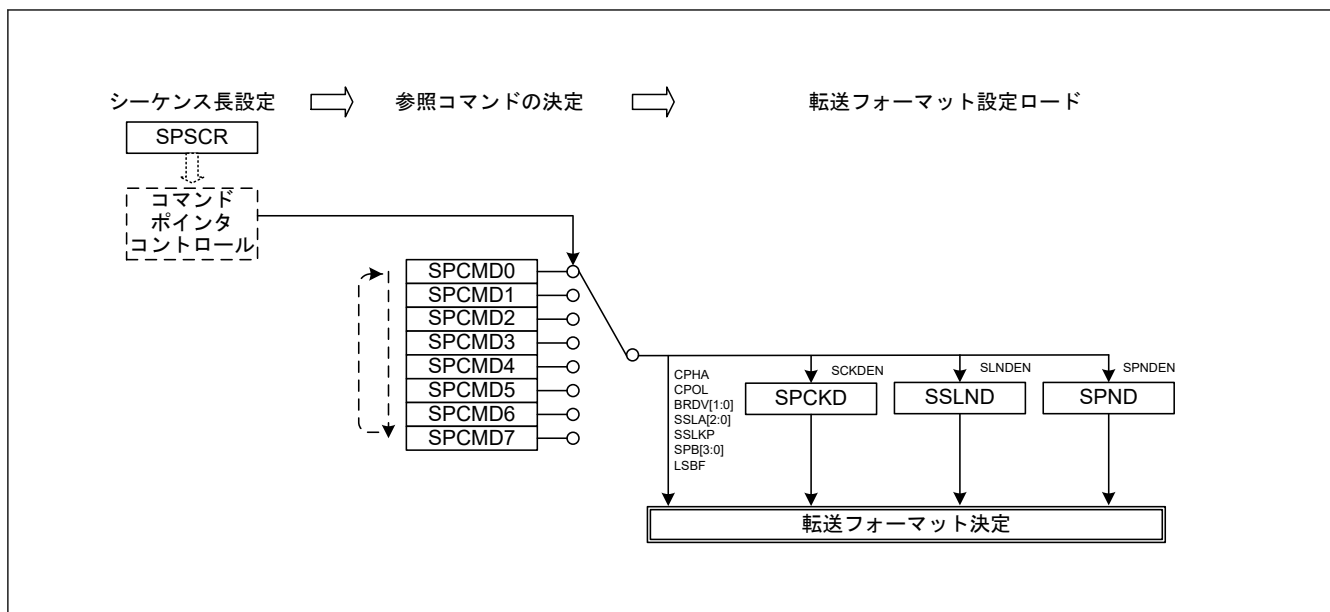 シーケンス長設定
参照コマンドの決定
転送フォーマット設定ロード
SPSCR
コマンド
ポインタ
コントロール
SPCMD0
SPCMD1
SPCMD2
SPCMD3
SPCMD4
SPCMD5
SPCMD6
SPCMD7
CPHA
CPOL
BRDV[1:0]
SSLA[2:0]
SSLKP
SPB[3:0]
LSBF
SCKDEN
SPCKD
SLNDEN
SSLND
SPNDEN
SPND
転送フォーマット決定